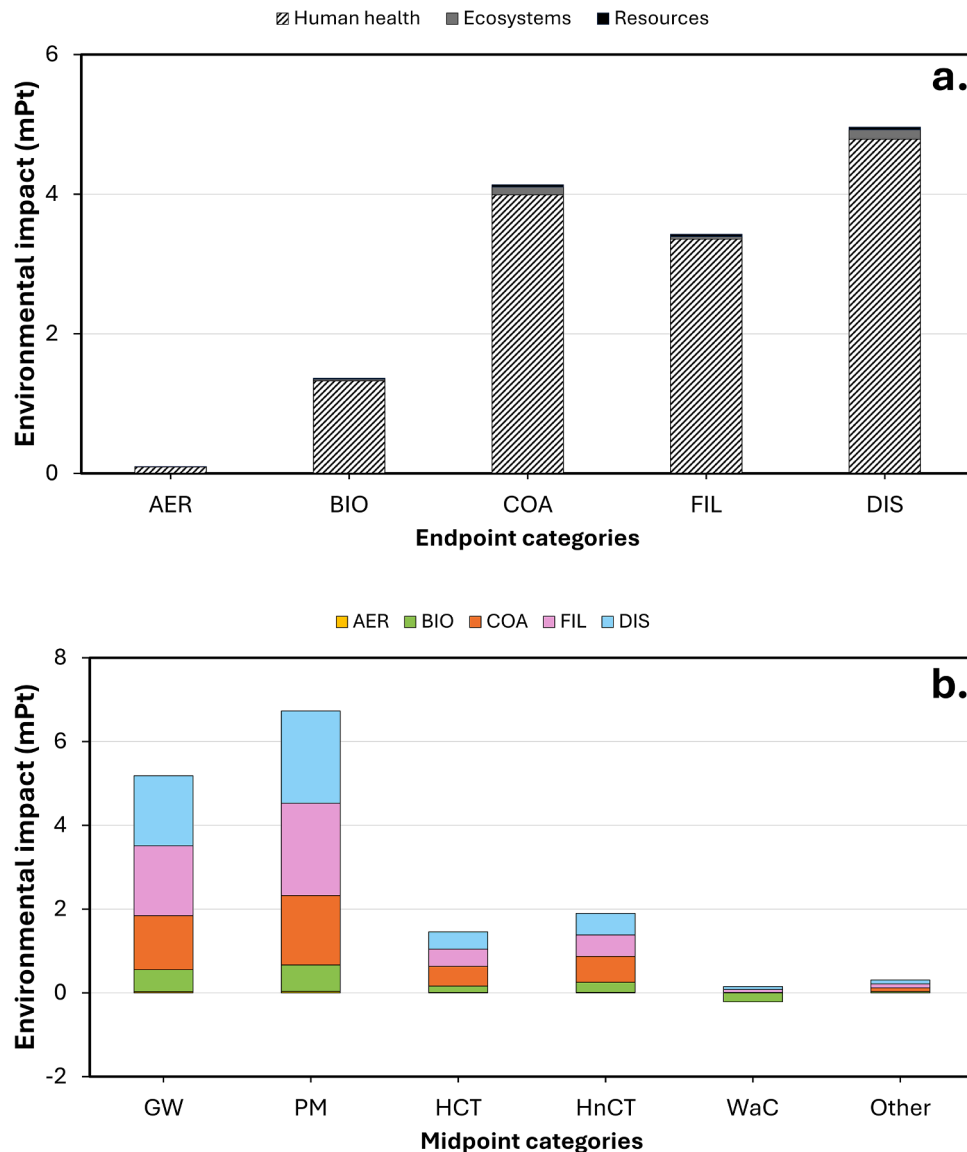 Human health Ecosystems Resources
a.
Environmental impact (mPt)
6
4
2
0
AER BIO COA FIL DIS
Endpoint categories
AER BIO COA FIL DIS
b.
Environmental impact (mPt)
8
6
4
2
0
-2
GW PM HCT HnCT WaC Other
Midpoint categories